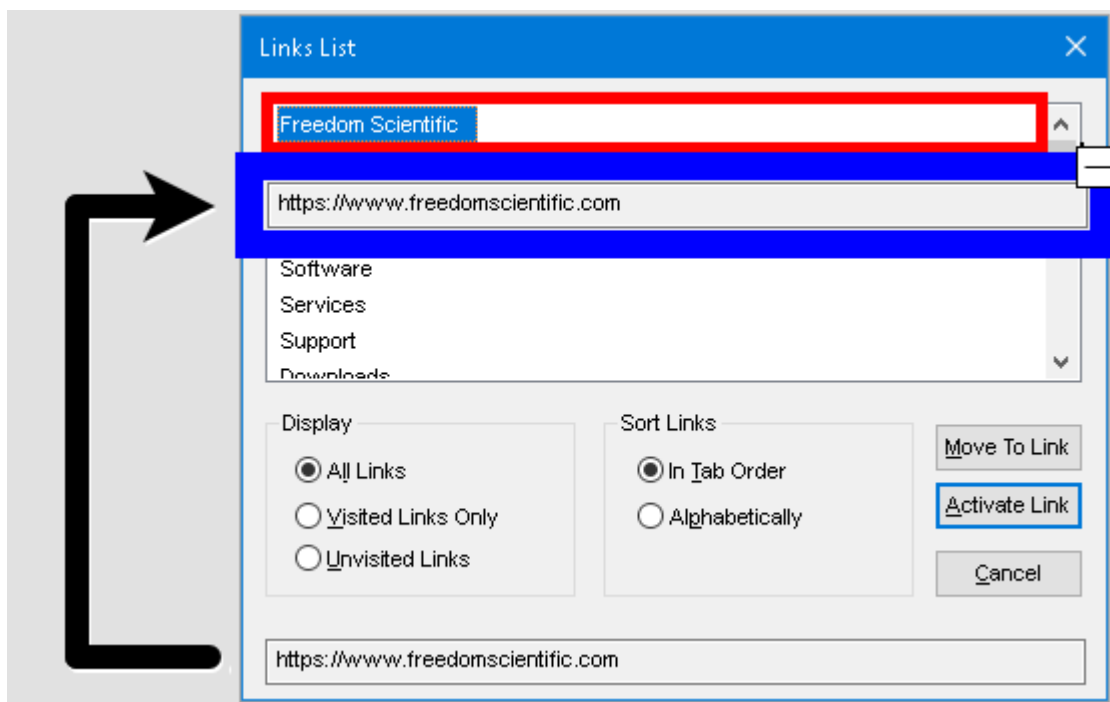 Links List
Freedom Scientific
https://www.freedomscientific.com
Software
Services
Support
Downloads
Display
Sort Links
All Links
In Tab Order
Visited Links Only
Alphabetically
Unvisited Links
Move To Link
Activate Link
Cancel
https://www.freedomscientific.com